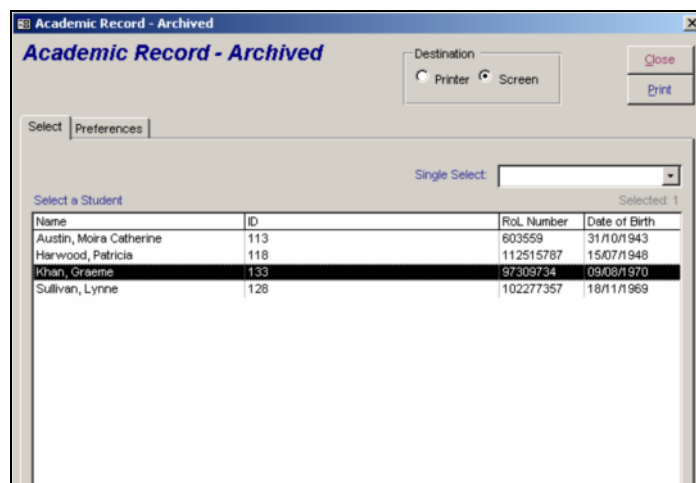 Academic Record - Archived
Academic Record - Archived
Destination
Printer Screen
Close
Print
Select Preferences
Single Select:
Select a Student Selected: 1
Name ID RoL Number Date of Birth
Austin, Moira Catherine 113 603559 31/10/1943
Harwood, Patricia 118 112515787 15/07/1948
Khan, Graeme 133 97309734 09/08/1970
Sullivan, Lynne 128 102277357 18/11/1969